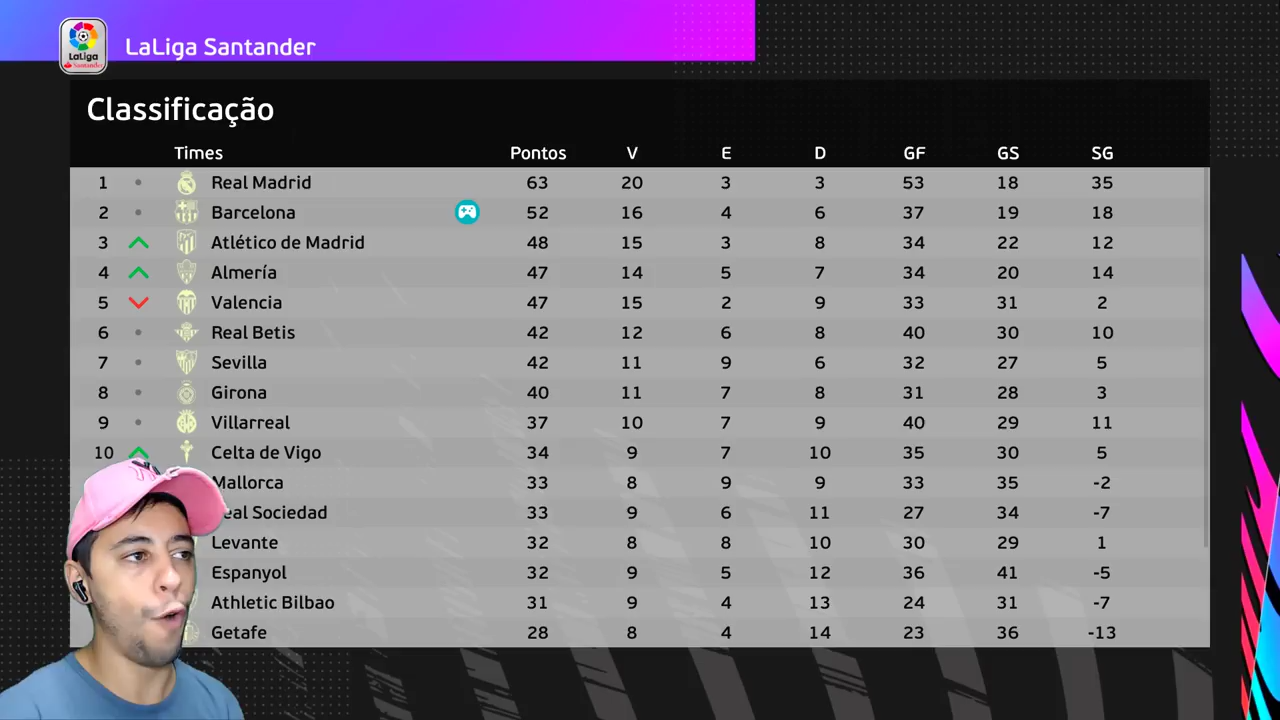 LaLiga Santander
LaLiga
Santander
Classificação
Times Pontos V E D GF GS SG
1 Real Madrid 63 20 3 3 53 18 35
2 Barcelona 52 16 4 6 37 19 18
3 Atlético de Madrid 48 15 3 8 34 22 12
4 Almería 47 14 5 7 34 20 14
5 Valencia 47 15 2 9 33 31 2
6 Real Betis 42 12 6 8 40 30 10
7 Sevilla 42 11 9 6 32 27 5
8 Girona 40 11 7 8 31 28 3
9 Villarreal 37 10 7 9 40 29 11
10 Celta de Vigo 34 9 7 10 35 30 5
Mallorca 33 8 9 9 33 35 -2
eal Sociedad 33 9 6 11 27 34 -7
Levante 32 8 8 10 30 29 1
Espanyol 32 9 5 12 36 41 -5
Athletic Bilbao 31 9 4 13 24 31 -7
Getafe 28 8 4 14 23 36 -13